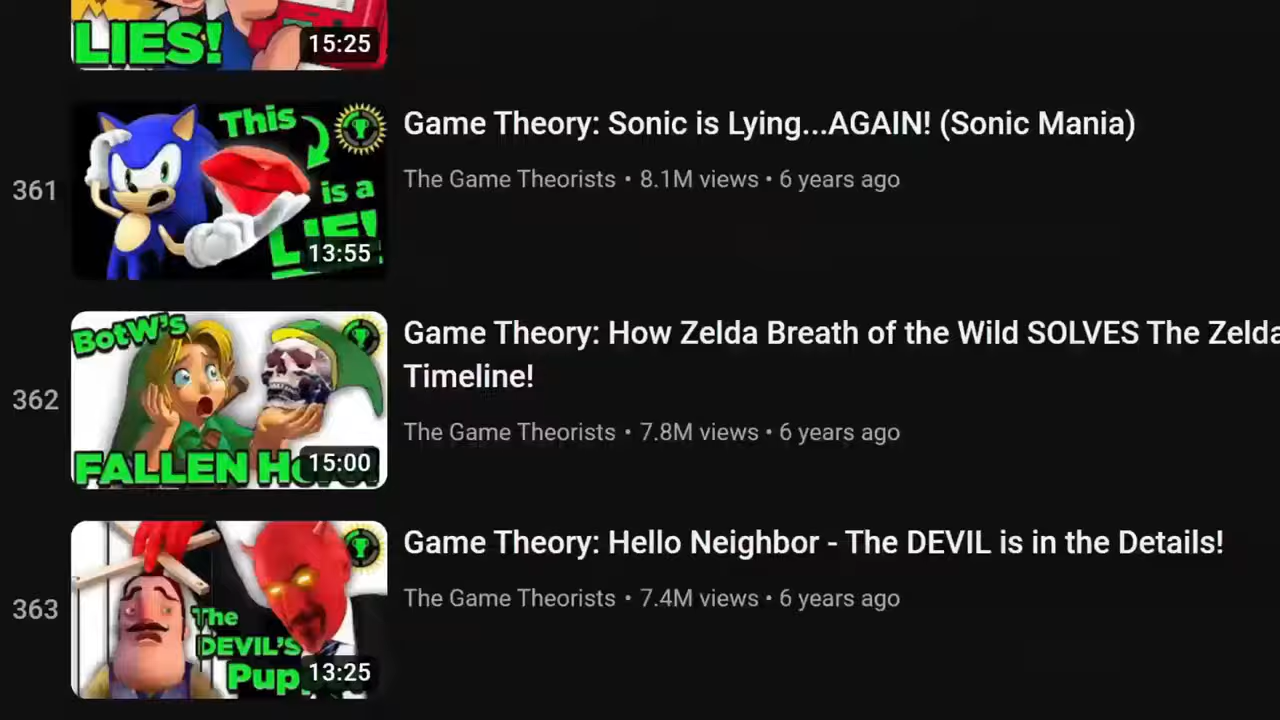 LIES!
15:25
361
This
is a
LIE!
13:55
Game Theory: Sonic is Lying...AGAIN! (Sonic Mania)
The Game Theorists • 8.1M views • 6 years ago
362
BotW's
FALLEN
15:00
Game Theory: How Zelda Breath of the Wild SOLVES The Zelda
Timeline!
The Game Theorists • 7.8M views • 6 years ago
363
The
DEVIL'S
13:25
Game Theory: Hello Neighbor - The DEVIL is in the Details!
The Game Theorists • 7.4M views • 6 years ago